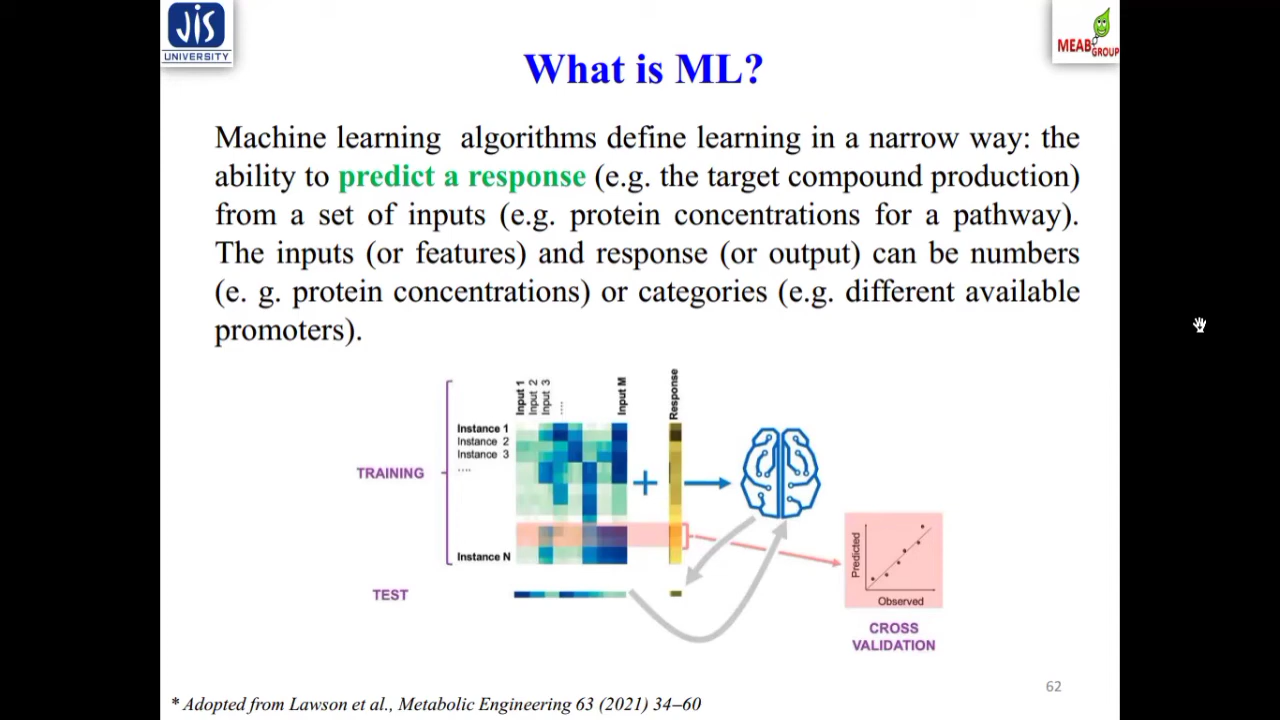 JIS
UNIVERSITY
MEAB GROUP
What is ML?
Machine learning algorithms define learning in a narrow way: the
ability to predict a response (e.g. the target compound production)
from a set of inputs (e.g. protein concentrations for a pathway).
The inputs (or features) and response (or output) can be numbers
(e. g. protein concentrations) or categories (e.g. different available
promoters).
Input 1
Input 2
Input 3
....
Input M
Response
Instance 1
Instance 2
Instance 3
....
TRAINING
Instance N
TEST
Predicted
Observed
CROSS
VALIDATION
62
* Adopted from Lawson et al., Metabolic Engineering 63 (2021) 34–60